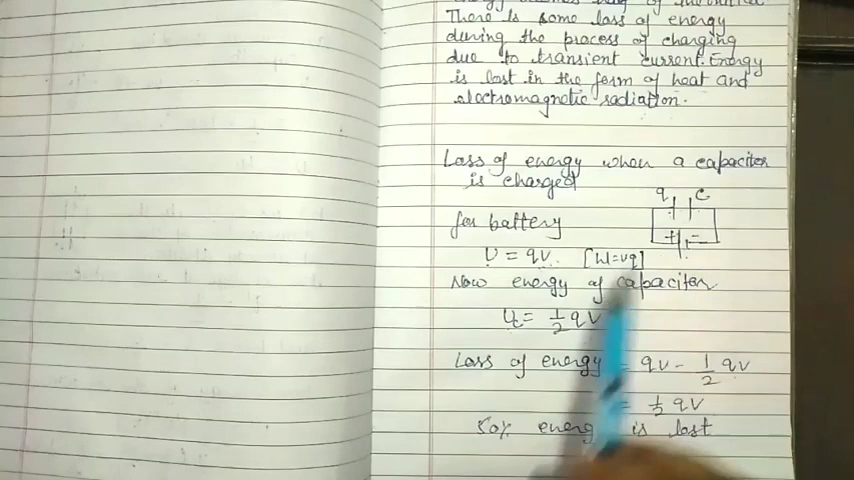 There is some loss of energy
during the process of charging
due to transient current. Energy
is lost in the form of heat and
electromagnetic radiation.
Loss of energy when a capacitor
is charged
q C
for battery
+ -
U = qV. [W=Vq]
Now energy of capacitor
Uc = 1/2 qV
Loss of energy = qV - 1/2 qV
= 1/2 qV
50% energy is lost